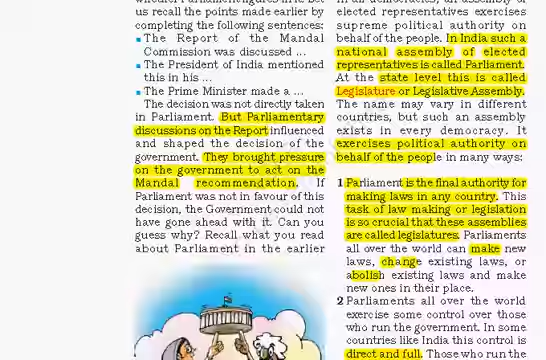 us recall the points made earlier by
completing the following sentences:
The Report of the Mandal
Commission was discussed ...
The President of India mentioned
this in his ...
The Prime Minister made a ...
The decision was not directly taken
in Parliament. But Parliamentary
discussions on the Report influenced
and shaped the decision of the
government. They brought pressure
on the government to act on the
Mandal recommendation. If
Parliament was not in favour of this
decision, the Government could not
have gone ahead with it. Can you
guess why? Recall what you read
about Parliament in the earlier
elected representatives exercises
supreme political authority on
behalf of the people. In India such a
national assembly of elected
representatives is called Parliament.
At the state level this is called
Legislature or Legislative Assembly.
The name may vary in different
countries, but such an assembly
exists in every democracy. It
exercises political authority on
behalf of the people in many ways:
1 Parliament is the final authority for
making laws in any country. This
task of law making or legislation
is so crucial that these assemblies
are called legislatures. Parliaments
all over the world can make new
laws, change existing laws, or
abolish existing laws and make
new ones in their place.
2 Parliaments all over the world
exercise some control over those
who run the government. In some
countries like India this control is
direct and full. Those who run the